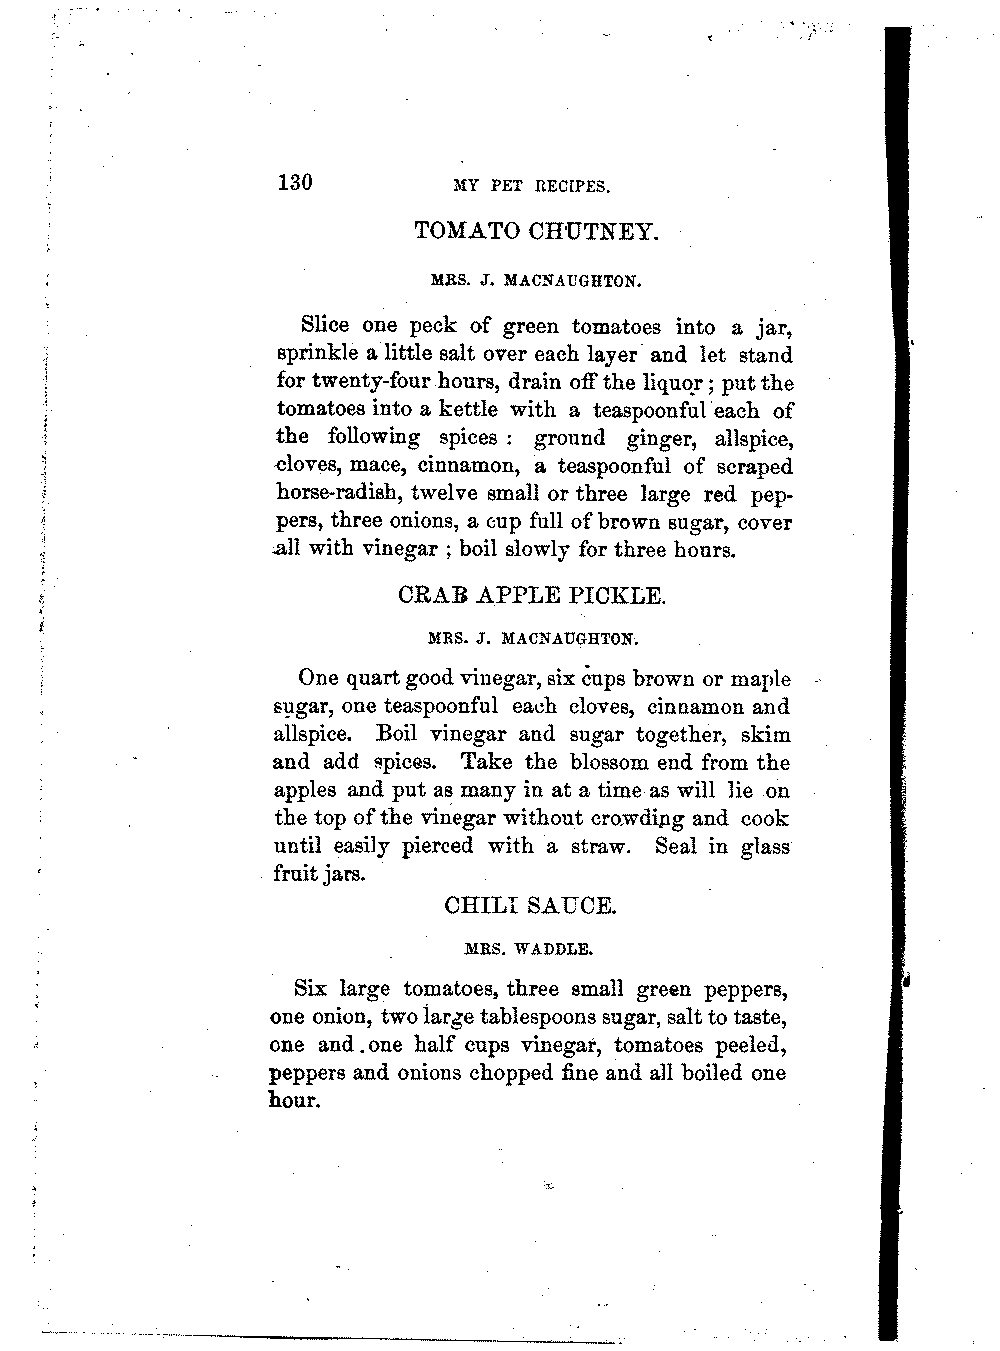 130 MY PET RECIPES.
TOMATO CHUTNEY.
MRS. J. MACNAUGHTON.
Slice one peck of green tomatoes into a jar,
sprinkle a little salt over each layer and let stand
for twenty-four hours, drain off the liquor ; put the
tomatoes into a kettle with a teaspoonful each of
the following spices : ground ginger, allspice,
cloves, mace, cinnamon, a teaspoonful of scraped
horse-radish, twelve small or three large red pep-
pers, three onions, a cup full of brown sugar, cover
all with vinegar ; boil slowly for three hours.
CRAB APPLE PICKLE.
MRS. J. MACNAUGHTON.
One quart good vinegar, six cups brown or maple
sugar, one teaspoonful each cloves, cinnamon and
allspice. Boil vinegar and sugar together, skim
and add spices. Take the blossom end from the
apples and put as many in at a time as will lie on
the top of the vinegar without crowding and cook
until easily pierced with a straw. Seal in glass
fruit jars.
CHILI SAUCE.
MRS. WADDLE.
Six large tomatoes, three small green peppers,
one onion, two large tablespoons sugar, salt to taste,
one and one half cups vinegar, tomatoes peeled,
peppers and onions chopped fine and all boiled one
hour.